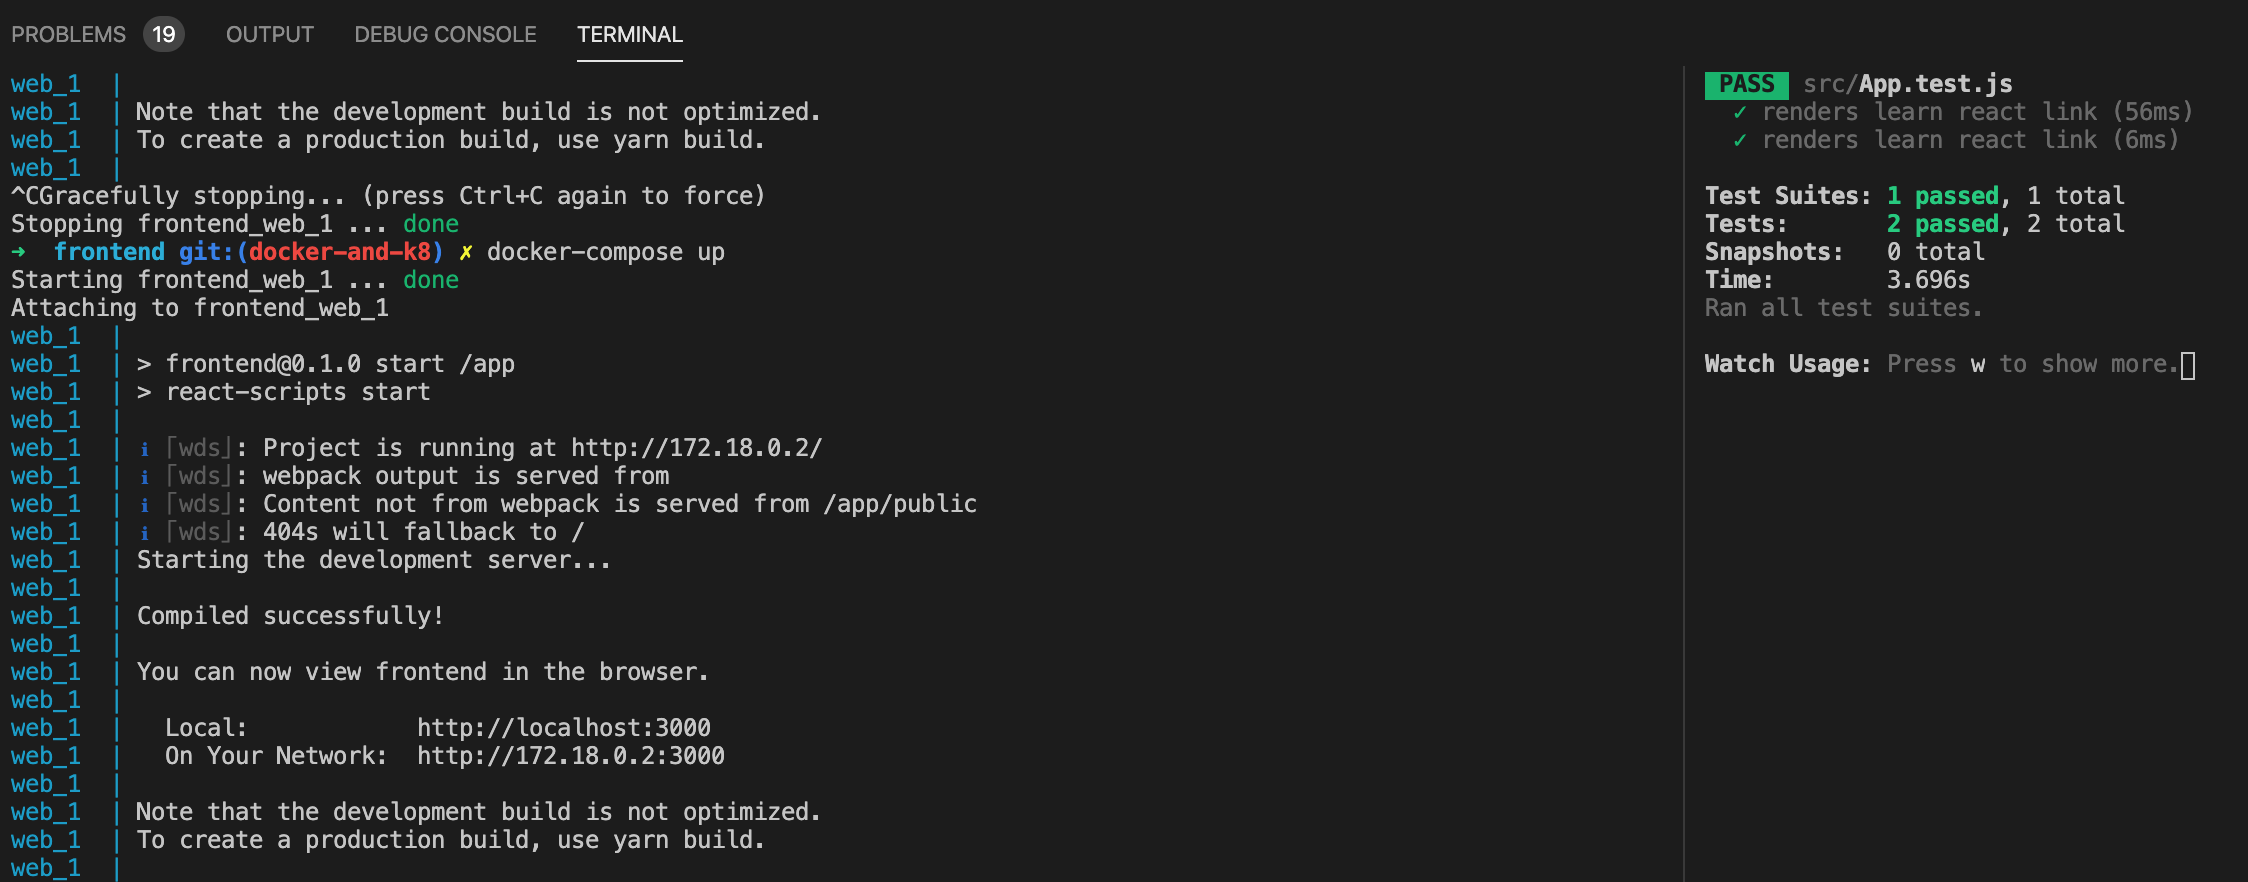 PROBLEMS 19 OUTPUT DEBUG CONSOLE TERMINAL
web_1 |
web_1 | Note that the development build is not optimized.
web_1 | To create a production build, use yarn build.
web_1 |
^CGracefully stopping... (press Ctrl+C again to force)
Stopping frontend_web_1 ... done
➜ frontend git:(docker-and-k8) ✗ docker-compose up
Starting frontend_web_1 ... done
Attaching to frontend_web_1
web_1 |
web_1 | > frontend@0.1.0 start /app
web_1 | > react-scripts start
web_1 |
web_1 | ℹ ｢wds｣: Project is running at http://172.18.0.2/
web_1 | ℹ ｢wds｣: webpack output is served from
web_1 | ℹ ｢wds｣: Content not from webpack is served from /app/public
web_1 | ℹ ｢wds｣: 404s will fallback to /
web_1 | Starting the development server...
web_1 |
web_1 | Compiled successfully!
web_1 |
web_1 | You can now view frontend in the browser.
web_1 |
web_1 | Local: http://localhost:3000
web_1 | On Your Network: http://172.18.0.2:3000
web_1 |
web_1 | Note that the development build is not optimized.
web_1 | To create a production build, use yarn build.
web_1 |
PASS src/App.test.js
✓ renders learn react link (56ms)
✓ renders learn react link (6ms)
Test Suites: 1 passed, 1 total
Tests: 2 passed, 2 total
Snapshots: 0 total
Time: 3.696s
Ran all test suites.
Watch Usage: Press w to show more.